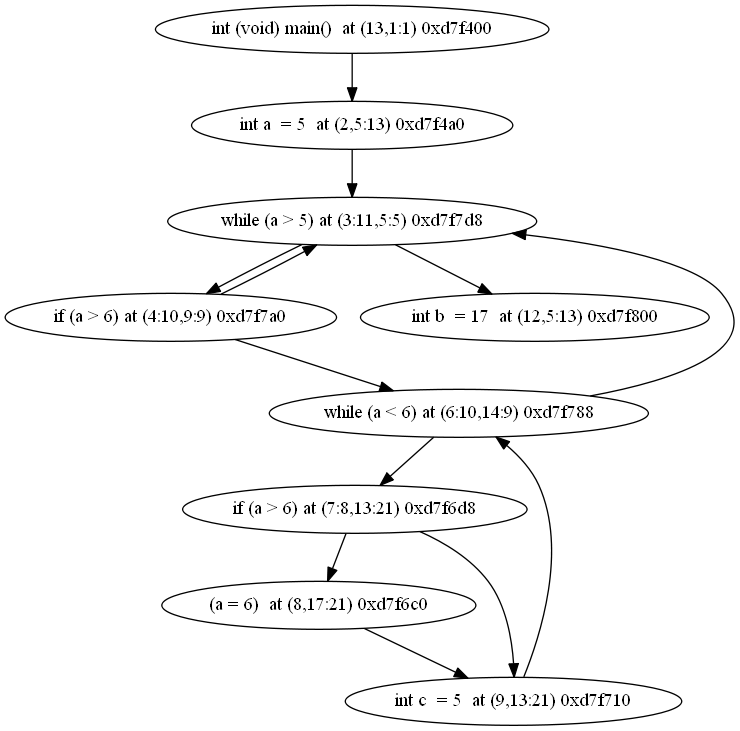 int (void) main()  at (13,1:1) 0xd7f400
int a  = 5  at (2,5:13) 0xd7f4a0
while (a > 5) at (3:11,5:5) 0xd7f7d8
if (a > 6) at (4:10,9:9) 0xd7f7a0
int b  = 17  at (12,5:13) 0xd7f800
while (a < 6) at (6:10,14:9) 0xd7f788
if (a > 6) at (7:8,13:21) 0xd7f6d8
(a = 6)  at (8,17:21) 0xd7f6c0
int c  = 5  at (9,13:21) 0xd7f710